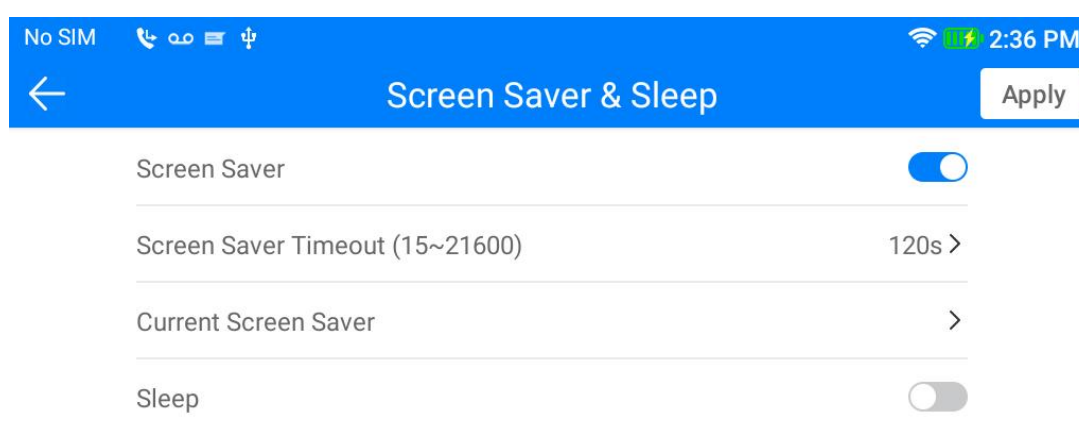 No SIM 2:36 PM
Screen Saver & Sleep Apply
Screen Saver
Screen Saver Timeout (15~21600) 120s
Current Screen Saver
Sleep